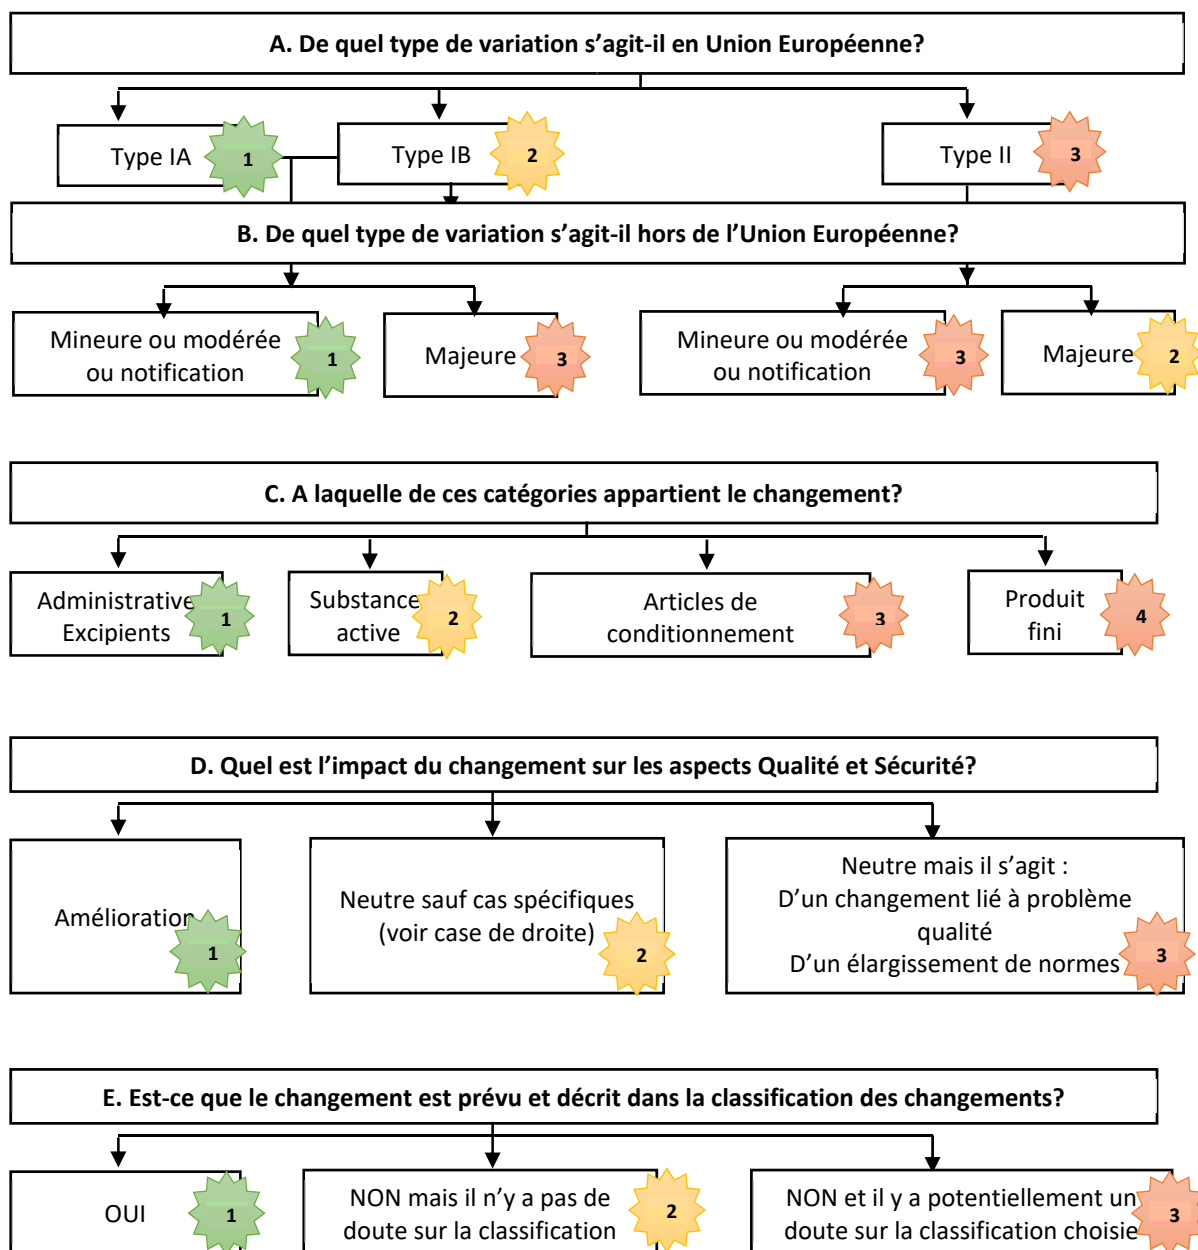 A. De quel type de variation s’agit-il en Union Européenne?
Type IA
1
Type IB
2
Type II
3
B. De quel type de variation s’agit-il hors de l’Union Européenne?
Mineure ou modérée
ou notification
1
Majeure
3
Mineure ou modérée
ou notification
3
Majeure
2
C. A laquelle de ces catégories appartient le changement?
Administrative
Excipients
1
Substance
active
2
Articles de
conditionnement
3
Produit
fini
4
D. Quel est l’impact du changement sur les aspects Qualité et Sécurité?
Amélioration
1
Neutre sauf cas spécifiques
(voir case de droite)
2
Neutre mais il s’agit :
D’un changement lié à problème
qualité
D’un élargissement de normes
3
E. Est-ce que le changement est prévu et décrit dans la classification des changements?
OUI
1
NON mais il n’y a pas de
doute sur la classification
2
NON et il y a potentiellement un
doute sur la classification choisie
3